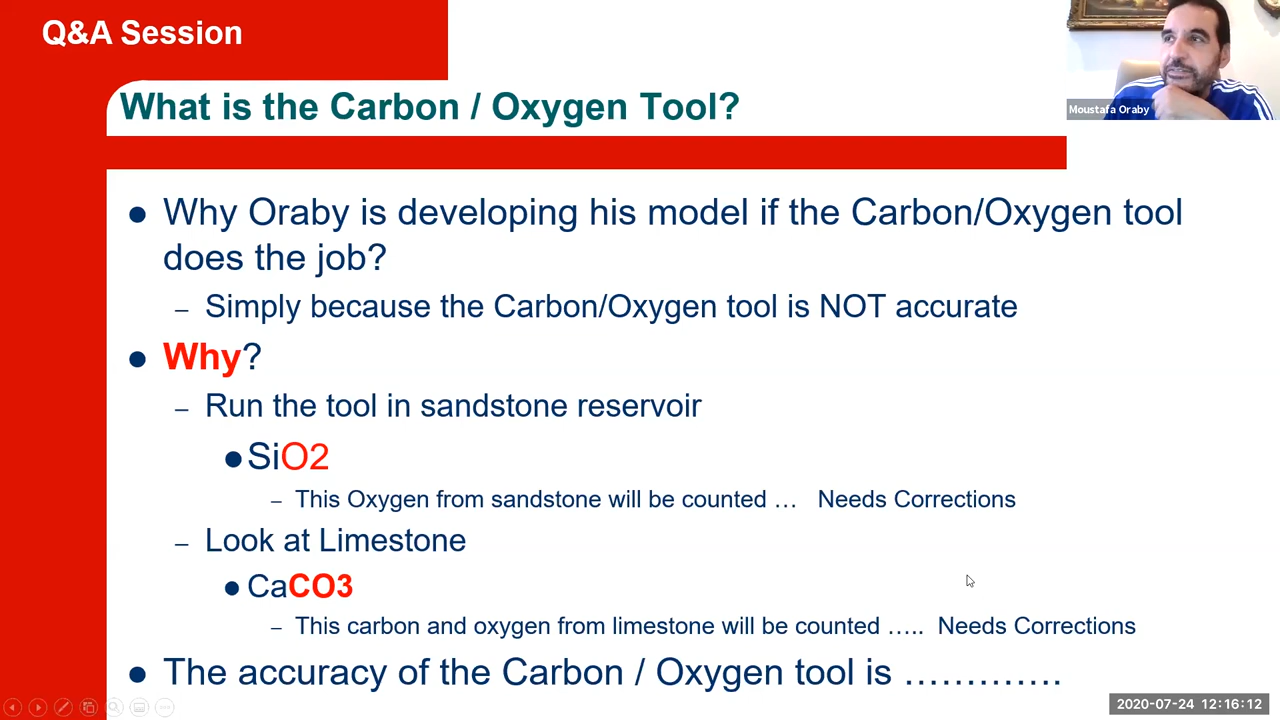 Q&A Session
What is the Carbon / Oxygen Tool?
Moustafa Oraby
● Why Oraby is developing his model if the Carbon/Oxygen tool
does the job?
– Simply because the Carbon/Oxygen tool is NOT accurate
● Why?
– Run the tool in sandstone reservoir
● SiO2
– This Oxygen from sandstone will be counted … Needs Corrections
– Look at Limestone
● CaCO3
– This carbon and oxygen from limestone will be counted ….. Needs Corrections
● The accuracy of the Carbon / Oxygen tool is ………….
2020-07-24 12:16:12